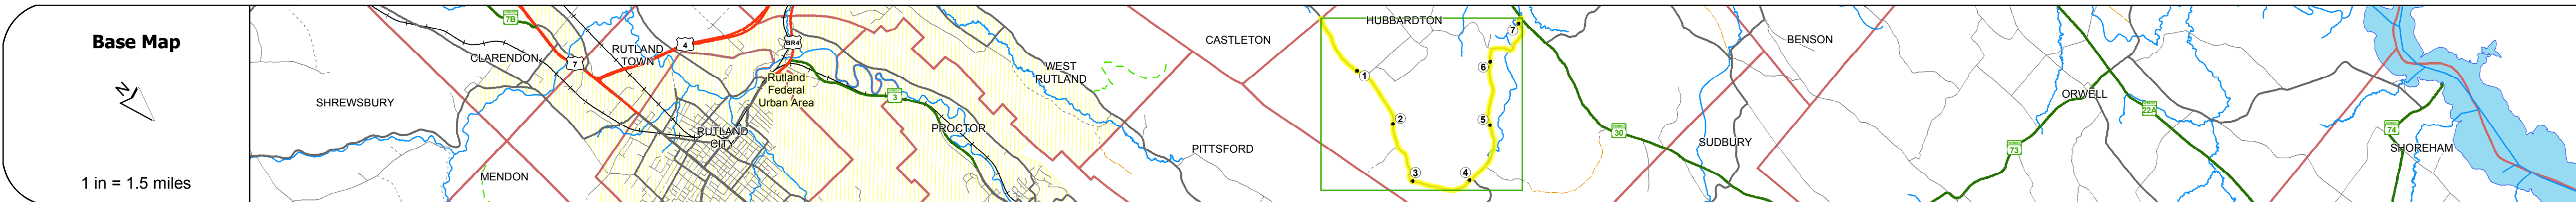 Base Map
N
1 in = 1.5 miles
SHREWSBURY
7B
CLARENDON
7
RUTLAND
TOWN
4
MENDON
RUTLAND
CITY
BR4
Rutland
Federal
Urban Area
3
PROCTOR
WEST
RUTLAND
CASTLETON
PITTSFORD
HUBBARDTON
1
2
3
4
5
6
7
30
SUDBURY
BENSON
73
ORWELL
22A
74
SHOREHAM